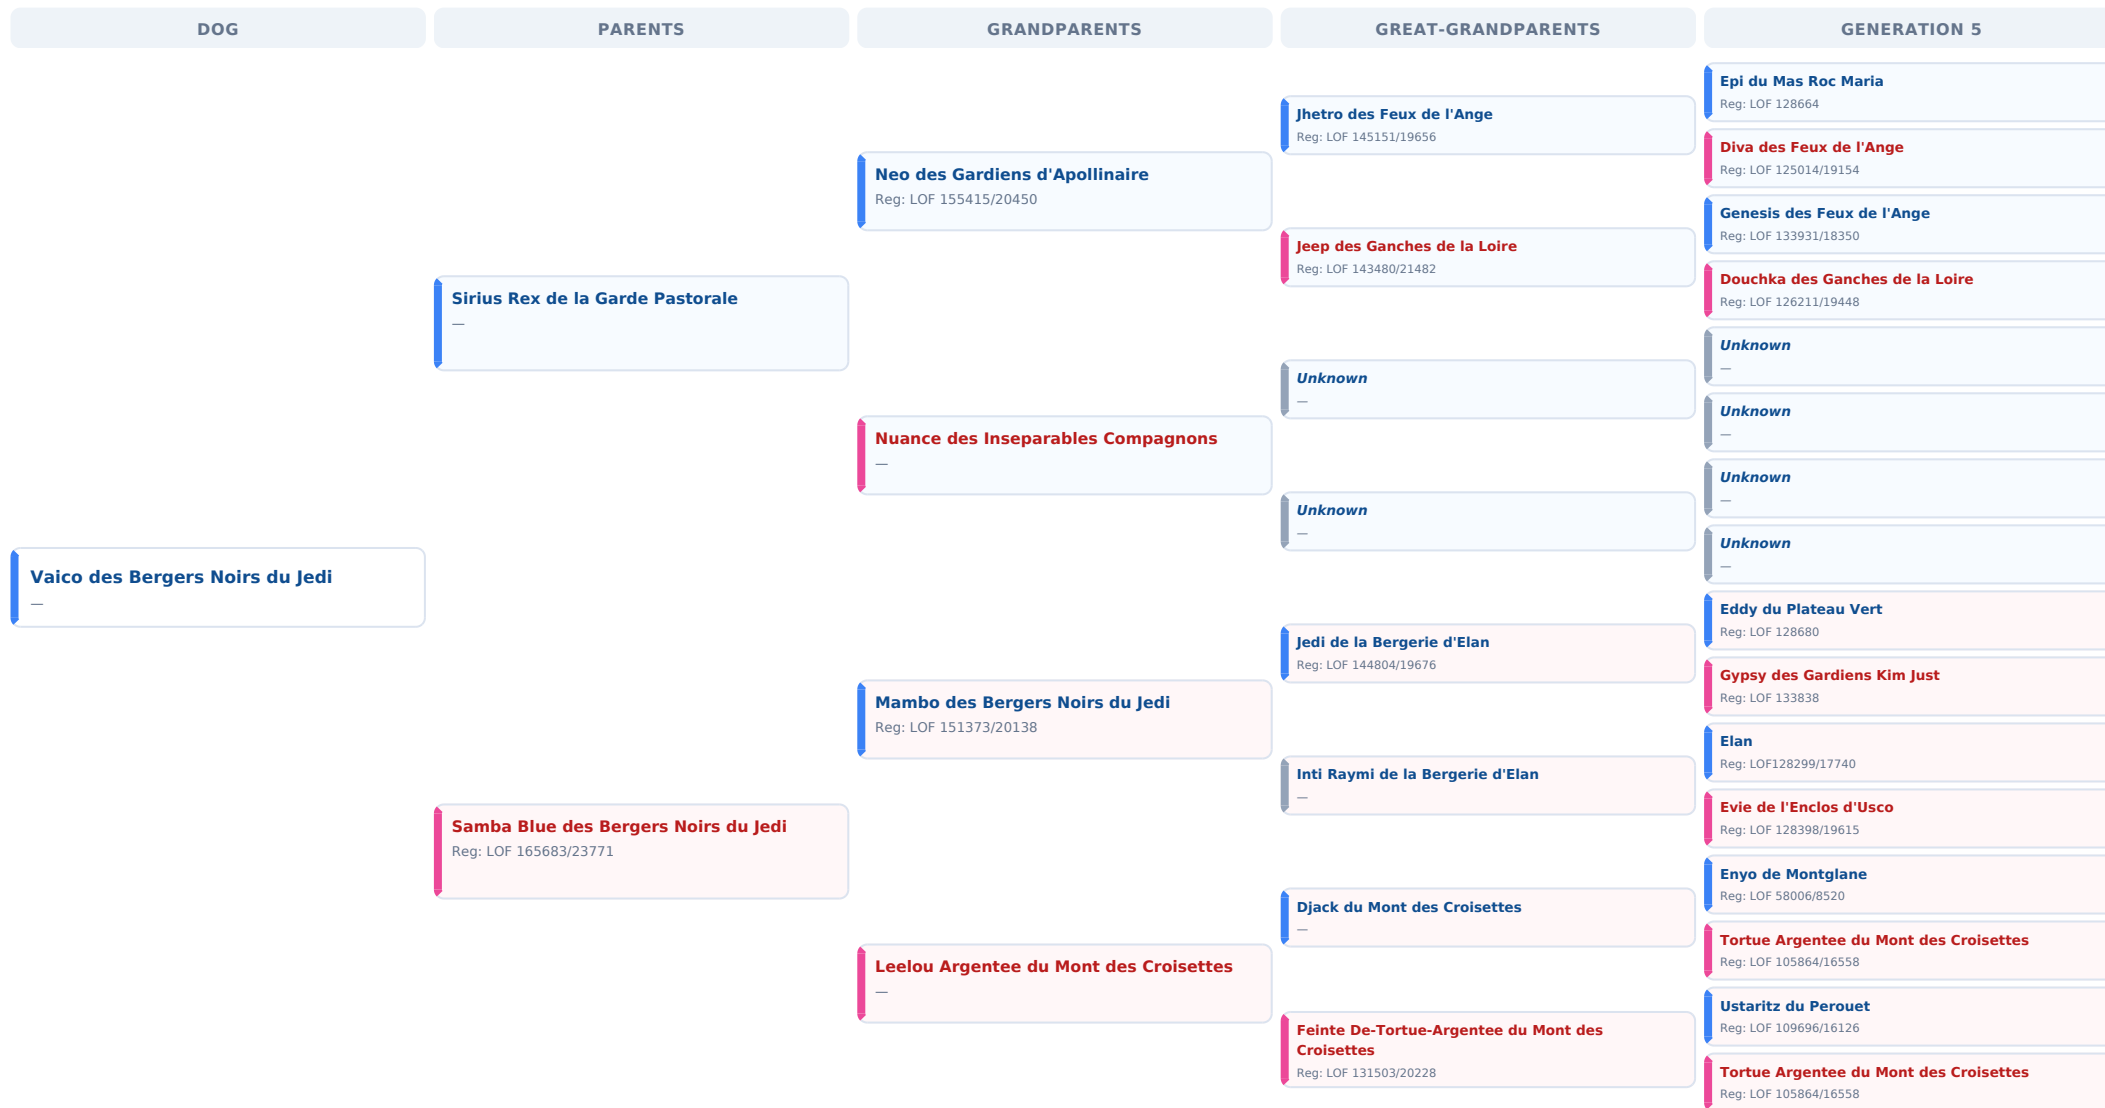 DOG
PARENTS
GRANDPARENTS
GREAT-GRANDPARENTS
GENERATION 5
Vaico des Bergers Noirs du Jedi
—
Sirius Rex de la Garde Pastorale
—
Samba Blue des Bergers Noirs du Jedi
Reg: LOF 165683/23771
Neo des Gardiens d'Apollinaire
Reg: LOF 155415/20450
Nuance des Inseparables Compagnons
—
Mambo des Bergers Noirs du Jedi
Reg: LOF 151373/20138
Leelou Argentee du Mont des Croisettes
—
Jhetro des Feux de l'Ange
Reg: LOF 145151/19656
Jeep des Ganches de la Loire
Reg: LOF 143480/21482
Unknown
—
Unknown
—
Jedi de la Bergerie d'Elan
Reg: LOF 144804/19676
Inti Raymi de la Bergerie d'Elan
—
Djack du Mont des Croisettes
—
Feinte De-Tortue-Argentee du Mont des
Croisettes
Reg: LOF 131503/20228
Epi du Mas Roc Maria
Reg: LOF 128664
Diva des Feux de l'Ange
Reg: LOF 125014/19154
Genesis des Feux de l'Ange
Reg: LOF 133931/18350
Douchka des Ganches de la Loire
Reg: LOF 126211/19448
Unknown
—
Unknown
—
Unknown
—
Unknown
—
Eddy du Plateau Vert
Reg: LOF 128680
Gypsy des Gardiens Kim Just
Reg: LOF 133838
Elan
Reg: LOF128299/17740
Evie de l'Enclos d'Usco
Reg: LOF 128398/19615
Enyo de Montglane
Reg: LOF 58006/8520
Tortue Argentee du Mont des Croisettes
Reg: LOF 105864/16558
Ustaritz du Perouet
Reg: LOF 109696/16126
Tortue Argentee du Mont des Croisettes
Reg: LOF 105864/16558